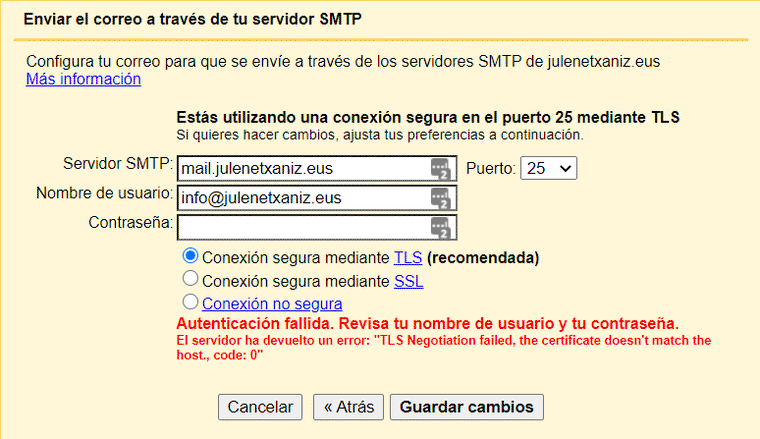 Enviar el correo a través de tu servidor SMTP
Configura tu correo para que se envíe a través de los servidores SMTP de julenetxaniz.eus
Más información
Estás utilizando una conexión segura en el puerto 25 mediante TLS
Si quieres hacer cambios, ajusta tus preferencias a continuación.
Servidor SMTP: mail.julenetxaniz.eus 2 Puerto: 25
Nombre de usuario: info@julenetxaniz.eus 2
Contraseña: 2
Conexión segura mediante TLS (recomendada)
Conexión segura mediante SSL
Conexión no segura
Autenticación fallida. Revisa tu nombre de usuario y tu contraseña.
El servidor ha devuelto un error: "TLS Negotiation failed, the certificate doesn't match the
host., code: 0"
Cancelar « Atrás Guardar cambios